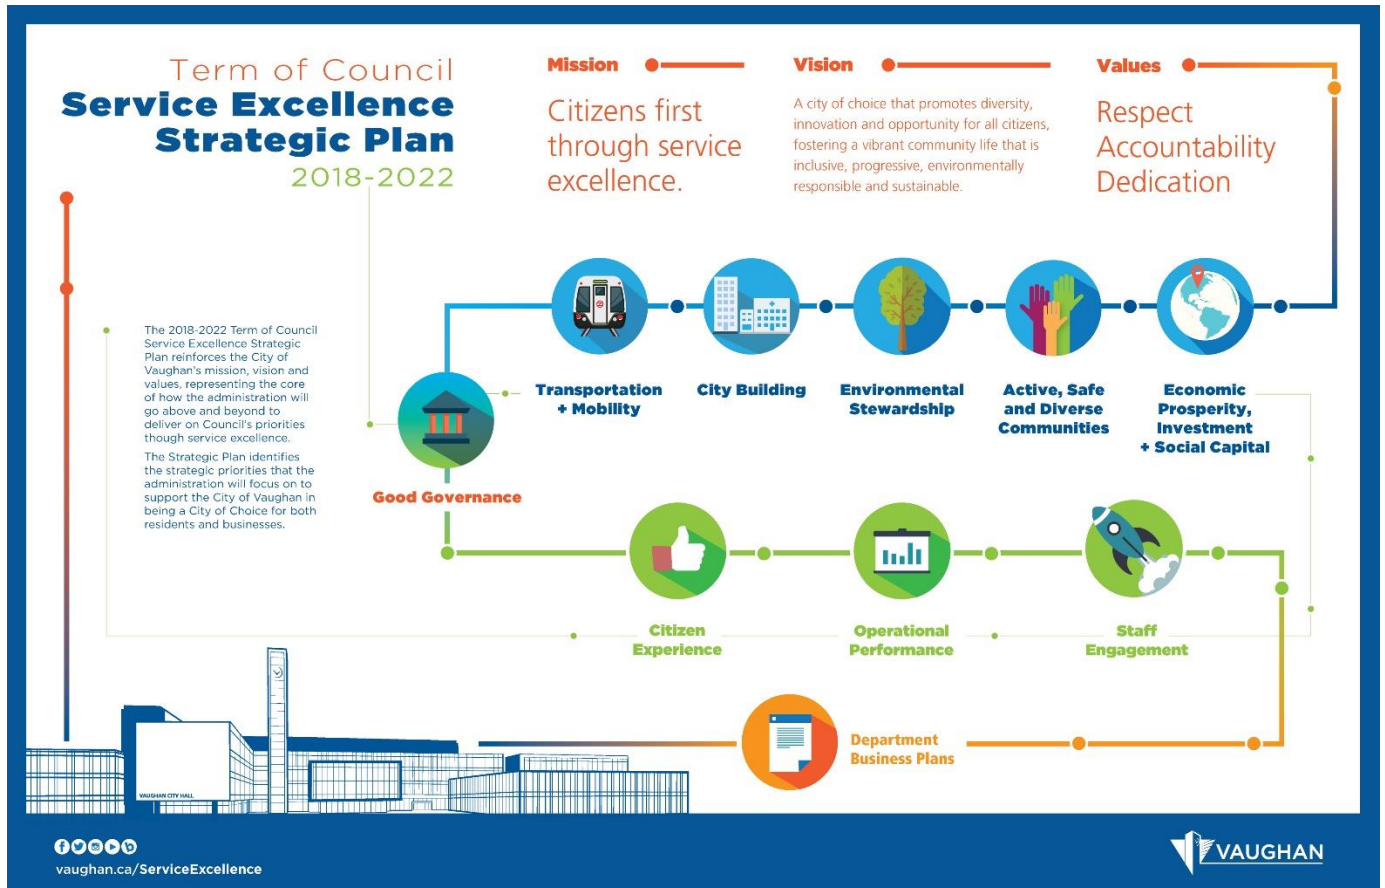 Term of Council
Service Excellence
Strategic Plan
2018-2022
Mission
Citizens first
through service
excellence.
Vision
A city of choice that promotes diversity,
innovation and opportunity for all citizens,
fostering a vibrant community life that is
inclusive, progressive, environmentally
responsible and sustainable.
Values
Respect
Accountability
Dedication
The 2018-2022 Term of Council
Service Excellence Strategic
Plan reinforces the City of
Vaughan's mission, vision and
values, representing the core
of how the administration will
go above and beyond to
deliver on Council's priorities
though service excellence.
The Strategic Plan identifies
the strategic priorities that the
administration will focus on to
support the City of Vaughan in
being a City of Choice for both
residents and businesses.
Good Governance
Transportation
+ Mobility
City Building
Environmental
Stewardship
Active, Safe
and Diverse
Communities
Economic
Prosperity,
Investment
+ Social Capital
Citizen
Experience
Operational
Performance
Staff
Engagement
Department
Business Plans
VAUGHAN CITY HALL
vaughan.ca/ServiceExcellence
VAUGHAN